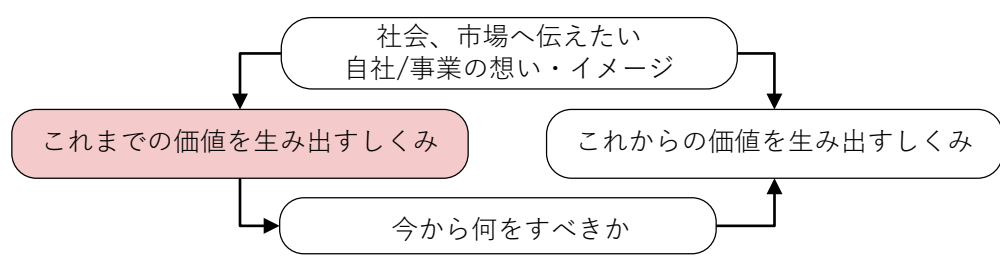 社会、市場へ伝えたい
自社/事業の想い・イメージ
これまでの価値を生み出すしくみ
これからの価値を生み出すしくみ
今から何をすべきか